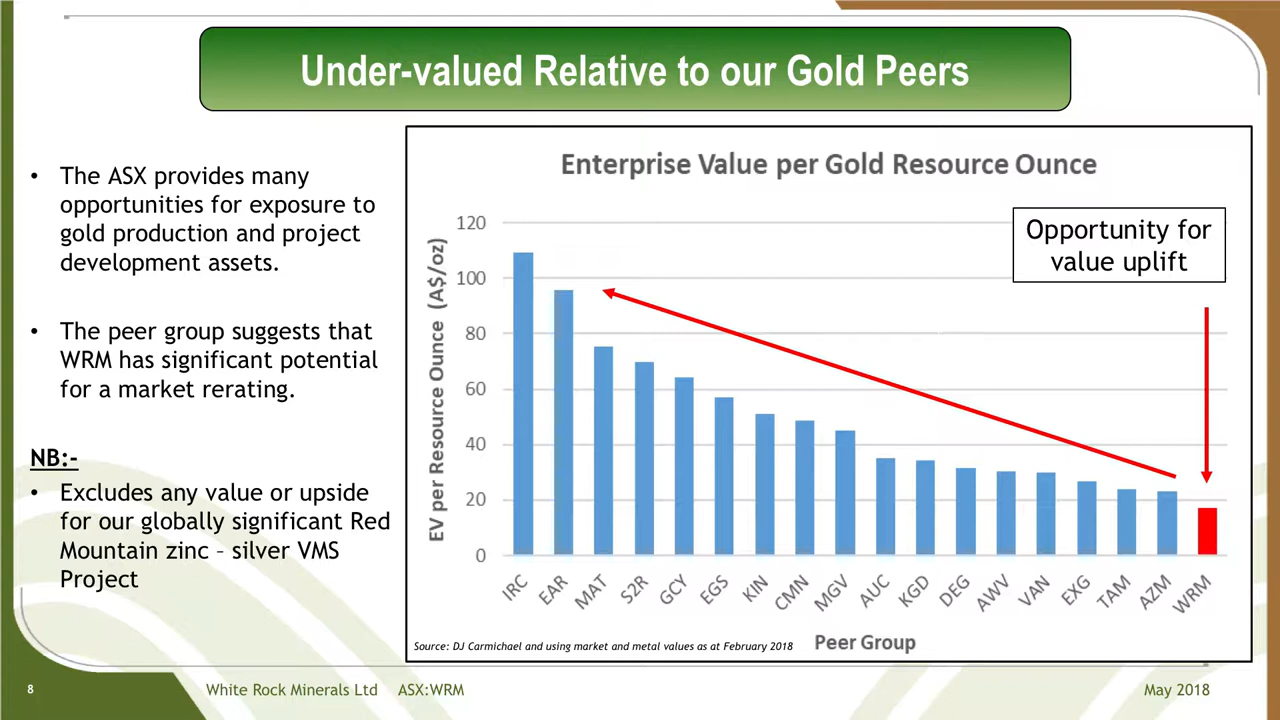 Under-valued Relative to our Gold Peers
• The ASX provides many
opportunities for exposure to
gold production and project
development assets.
• The peer group suggests that
WRM has significant potential
for a market rerating.
NB:-
• Excludes any value or upside
for our globally significant Red
Mountain zinc – silver VMS
Project
Enterprise Value per Gold Resource Ounce
Opportunity for
value uplift
EV per Resource Ounce (A$/oz)
120
100
80
60
40
20
0
IRC EAR MAT S2R GCY EGS KIN CMN MGV AUC KGD DEG AWV VAN EXG TAM AZM WRM
Peer Group
Source: DJ Carmichael and using market and metal values as at February 2018
8 White Rock Minerals Ltd ASX:WRM May 2018